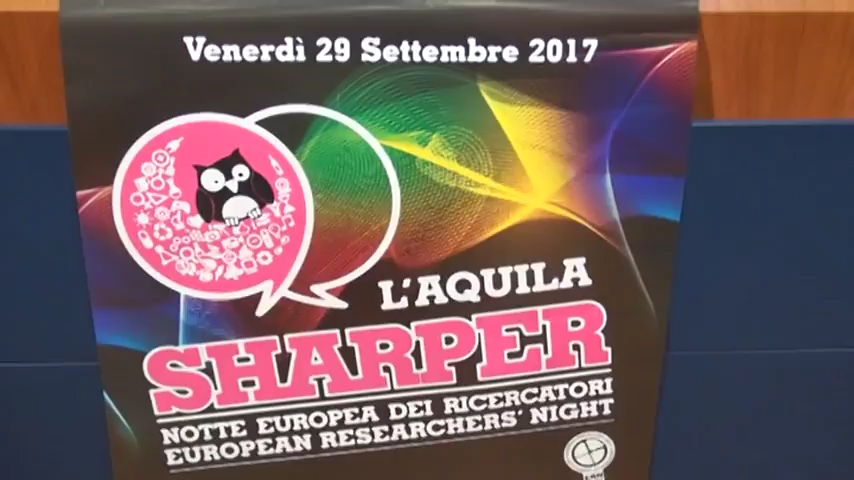 Venerdì 29 Settembre 2017
L'AQUILA
SHARPER
NOTTE EUROPEA DEI RICERCATORI
EUROPEAN RESEARCHERS' NIGHT